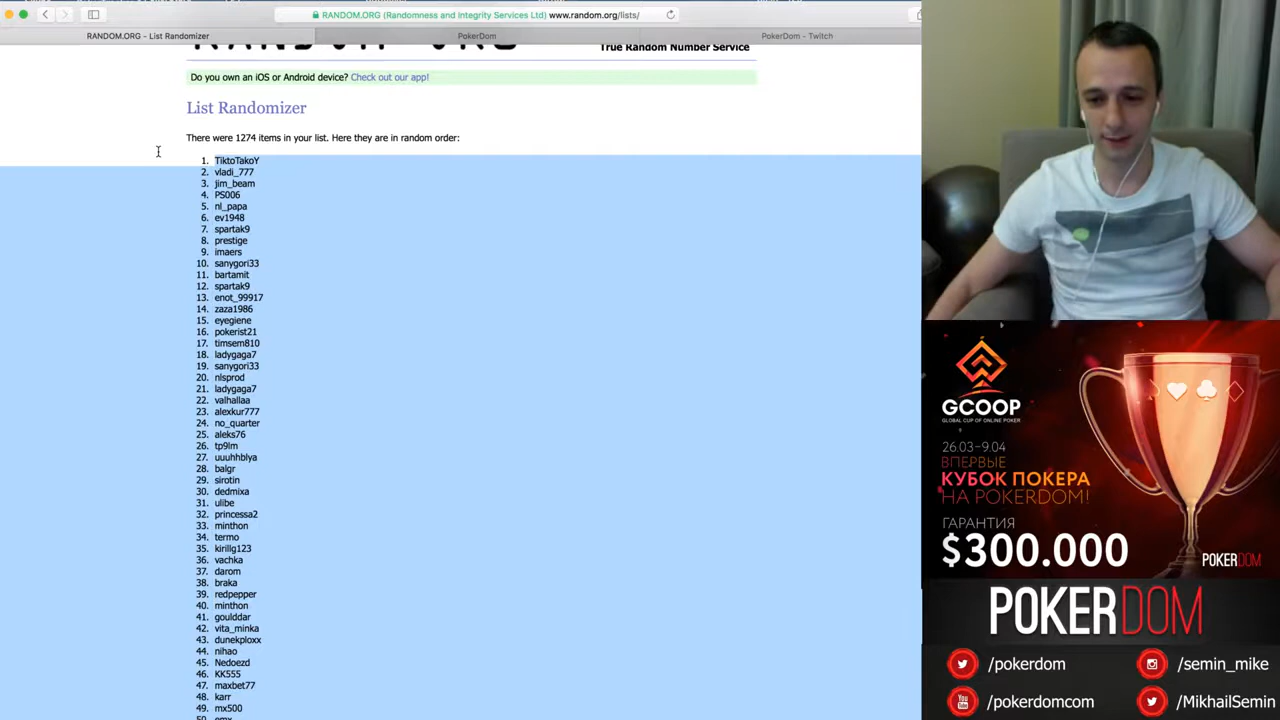 RANDOM.ORG (Randomness and Integrity Services Ltd) www.random.org/lists/
RANDOM.ORG - List Randomizer
PokerDom
PokerDom - Twitch
True Random Number Service
Do you own an iOS or Android device? Check out our app!
List Randomizer
There were 1274 items in your list. Here they are in random order:
1. TiktoTakoY
2. vladi_777
3. jim_beam
4. PS006
5. nl_papa
6. ev1948
7. spartak9
8. prestige
9. imaers
10. sanygori33
11. bartamit
12. spartak9
13. enot_99917
14. zaza1986
15. eyegiene
16. pokerist21
17. timsem810
18. ladygaga7
19. sanygori33
20. nlsprod
21. ladygaga7
22. valhallaa
23. alexkur777
24. no_quarter
25. aleks76
26. tp9lm
27. uuuhhblya
28. balgr
29. sirotin
30. dedmixa
31. ulibe
32. princessa2
33. minthon
34. termo
35. kirillg123
36. vachka
37. darom
38. braka
39. redpepper
40. minthon
41. goulddar
42. vita_minka
43. dunekploxx
44. nihao
45. Nedoezd
46. KK555
47. maxbet77
48. karr
49. mx500
GCOOP
GLOBAL CUP OF ONLINE POKER
26.03-9.04
ВПЕРВЫЕ
КУБОК ПОКЕРА
НА POKERDOM!
ГАРАНТИЯ
$300.000
POKERDOM
POKERDOM
/pokerdom
/semin_mike
/pokerdomcom
/MikhailSemin